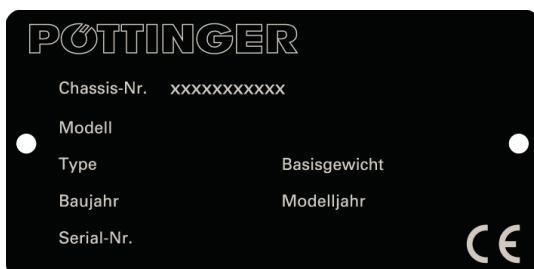 PÖTTINGER
Chassis-Nr. xxxxxxxxxxx
Modell
Type Basisgewicht
Baujahr Modelljahr
Serial-Nr.
CE